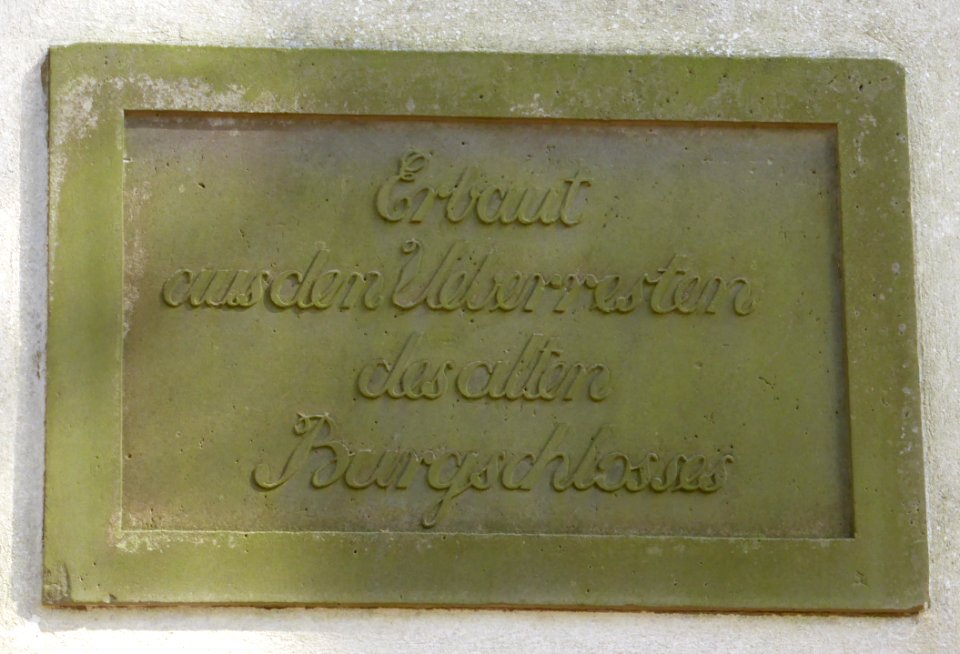 Erbaut
aus den Ueberresten
des alten
Burgschlosses